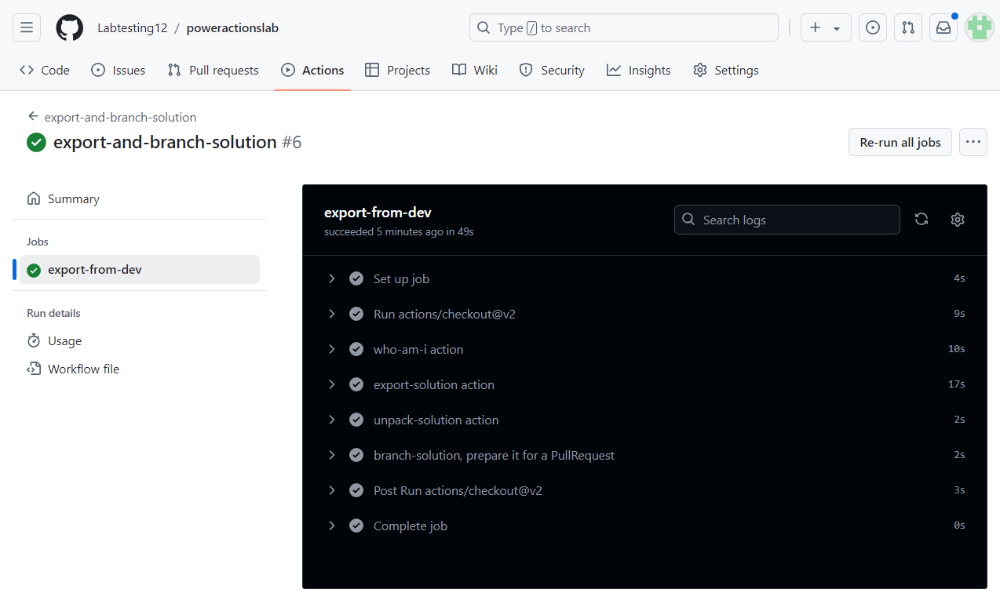 Labtesting12 / poweractionslab
Type / to search
Code Issues Pull requests Actions Projects Wiki Security Insights Settings
export-and-branch-solution
export-and-branch-solution #6
Re-run all jobs
Summary
Jobs
export-from-dev
Run details
Usage
Workflow file
export-from-dev
succeeded 5 minutes ago in 49s
Search logs
Set up job 4s
Run actions/checkout@v2 9s
who-am-i action 10s
export-solution action 17s
unpack-solution action 2s
branch-solution, prepare it for a PullRequest 2s
Post Run actions/checkout@v2 3s
Complete job 0s